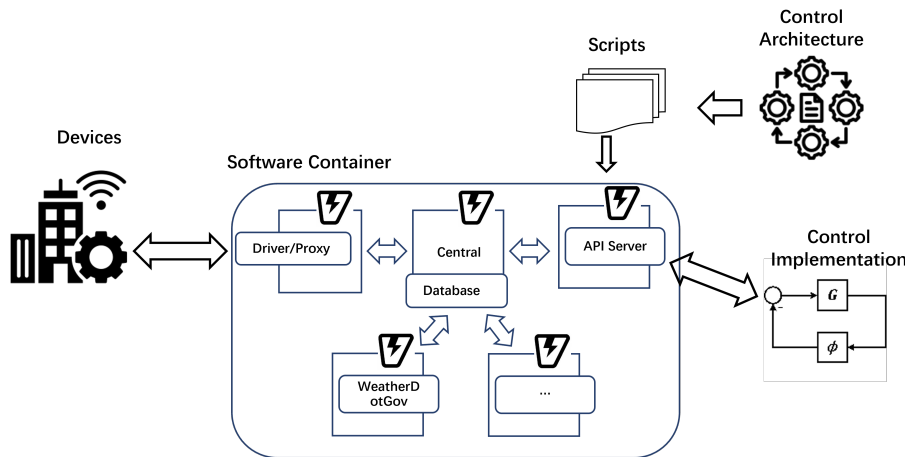 Control
Architecture
Scripts
Devices
Software Container
Driver/Proxy
Central
API Server
Database
Control
Implementation
G
−
ϕ
WeatherD
otGov
...